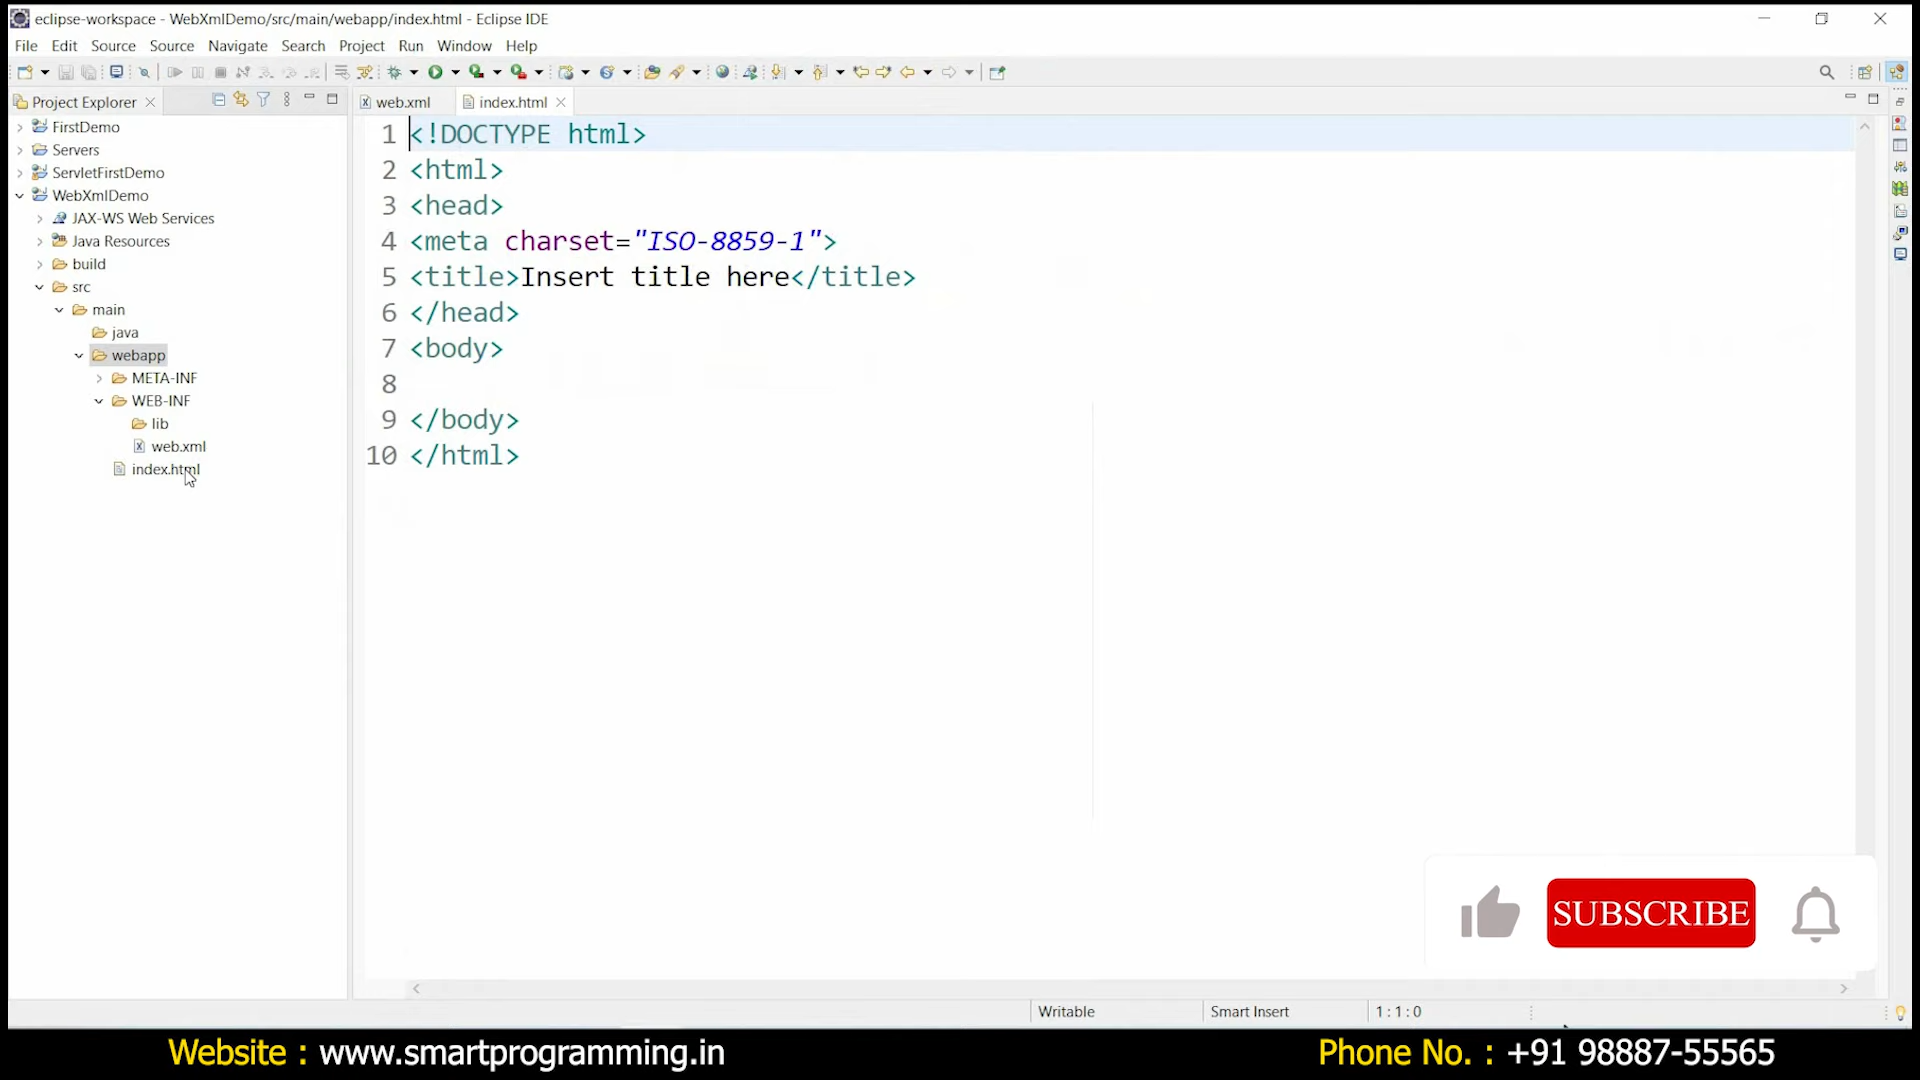 eclipse-workspace - WebXmlDemo/src/main/webapp/index.html - Eclipse IDE
File Edit Source Source Navigate Search Project Run Window Help
Project Explorer
web.xml index.html
FirstDemo
Servers
ServletFirstDemo
WebXmlDemo
JAX-WS Web Services
Java Resources
build
src
main
java
webapp
META-INF
WEB-INF
lib
web.xml
index.html
1 <!DOCTYPE html>
2 <html>
3 <head>
4 <meta charset="ISO-8859-1">
5 <title>Insert title here</title>
6 </head>
7 <body>
8
9 </body>
10 </html>
SUBSCRIBE
Writable Smart Insert 1 : 1 : 0
Website : www.smartprogramming.in Phone No. : +91 98887-55565